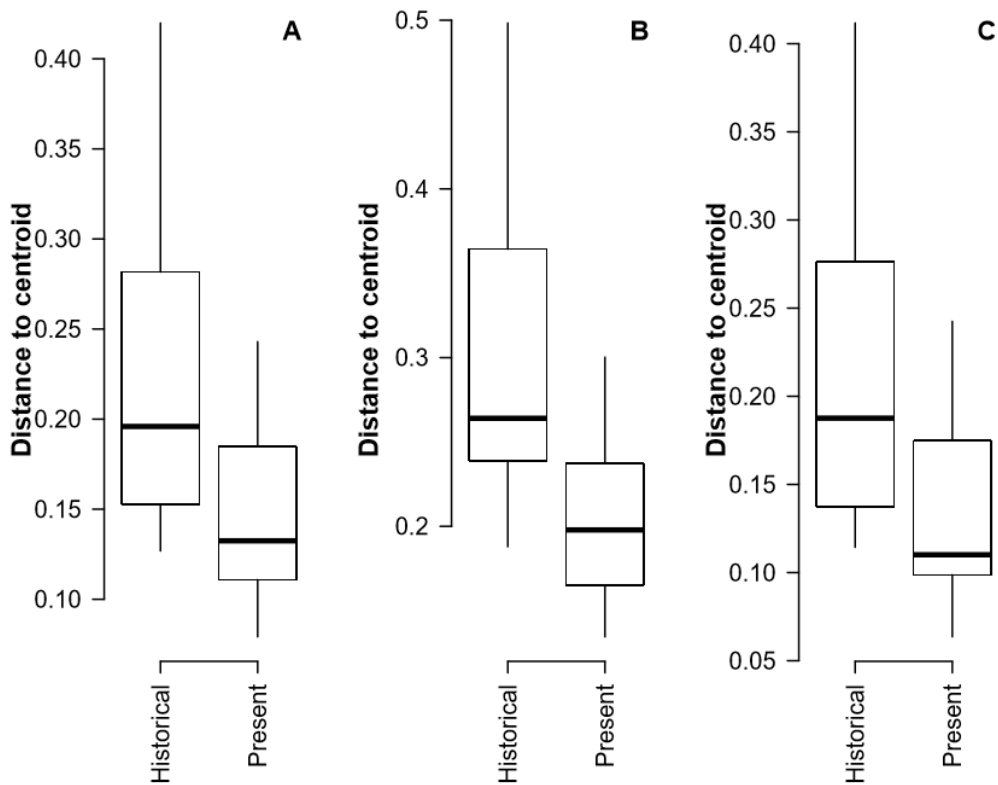 A
Distance to centroid
0.40
0.35
0.30
0.25
0.20
0.15
0.10
Historical
Present
B
Distance to centroid
0.5
0.4
0.3
0.2
Historical
Present
C
Distance to centroid
0.40
0.35
0.30
0.25
0.20
0.15
0.10
0.05
Historical
Present